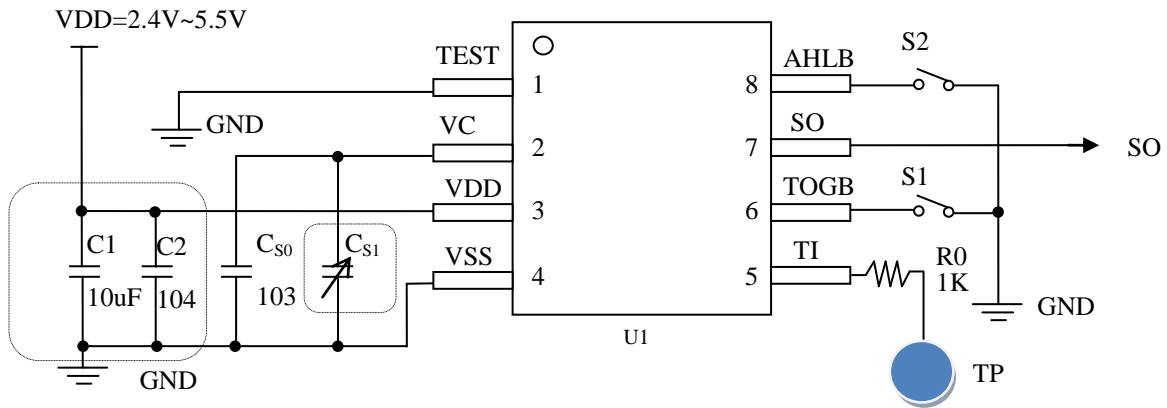 VDD=2.4V~5.5V
TEST
1
GND
VC
2
VDD
3
VSS
4
C1
10uF
C2
104
CS0
103
CS1
GND
U1
AHLB
8
S2
SO
7
SO
TOGB
6
S1
TI
5
R0
1K
GND
TP